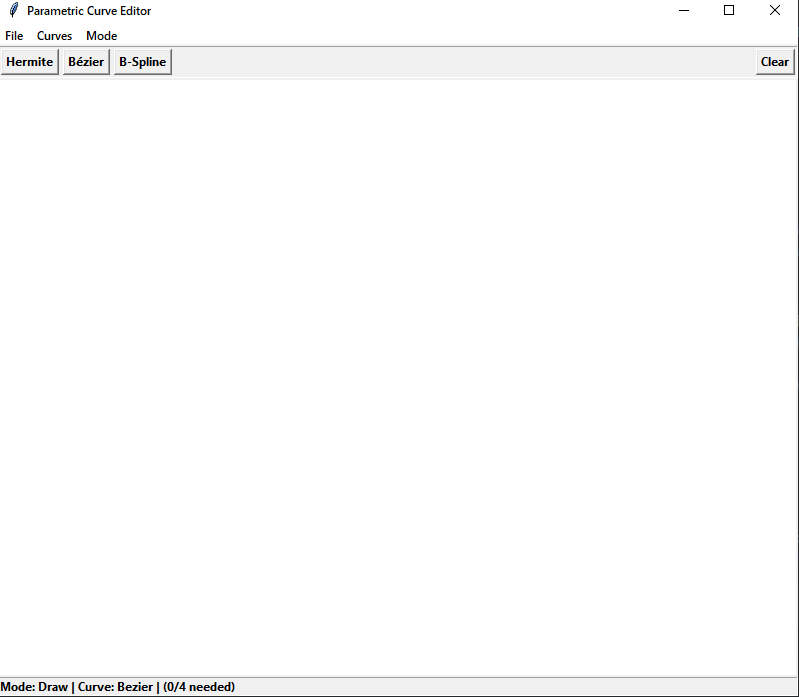 Parametric Curve Editor
File Curves Mode
Hermite Bézier B-Spline Clear
Mode: Draw | Curve: Bezier | (0/4 needed)